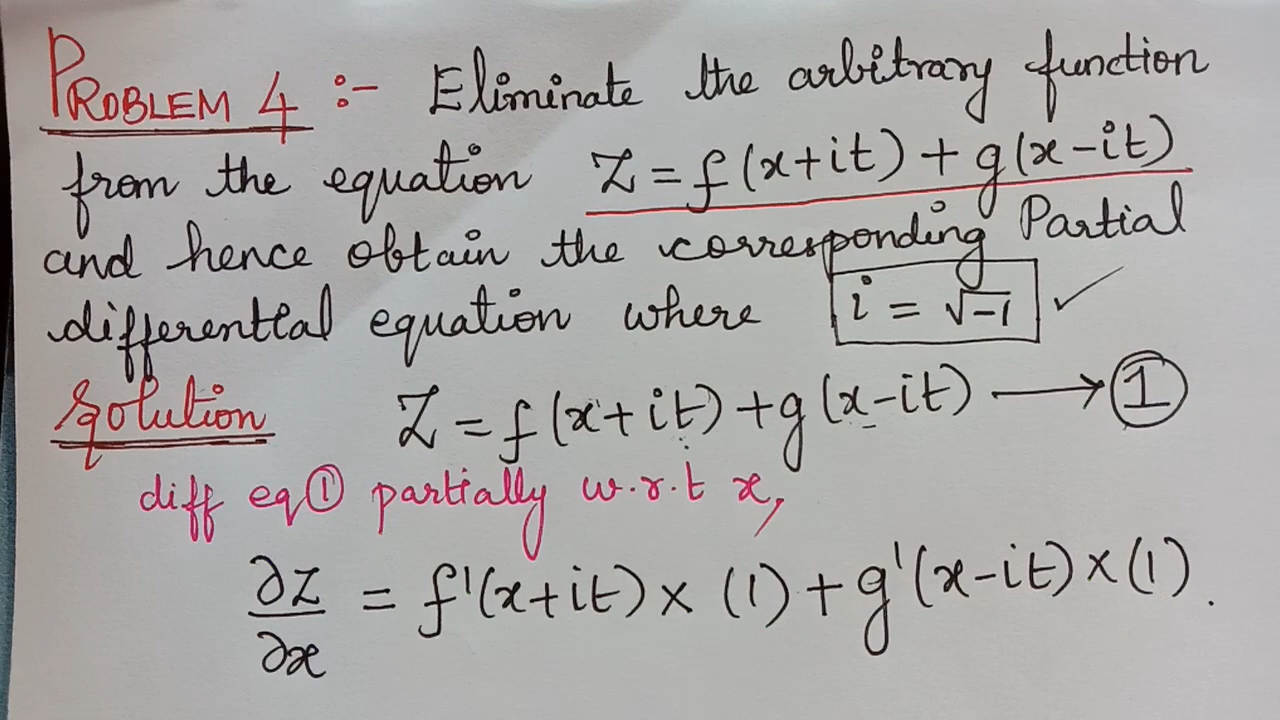 PROBLEM 4 :- Eliminate the arbitrary function
from the equation Z = f(x+it) + g(x-it)
and hence obtain the corresponding Partial
differential equation where i = √-1 ✓
Solution Z = f(x+it) + g(x-it) → ①
diff eq① partially w.r.t x,
∂Z/∂x = f'(x+it) × (1) + g'(x-it) × (1).